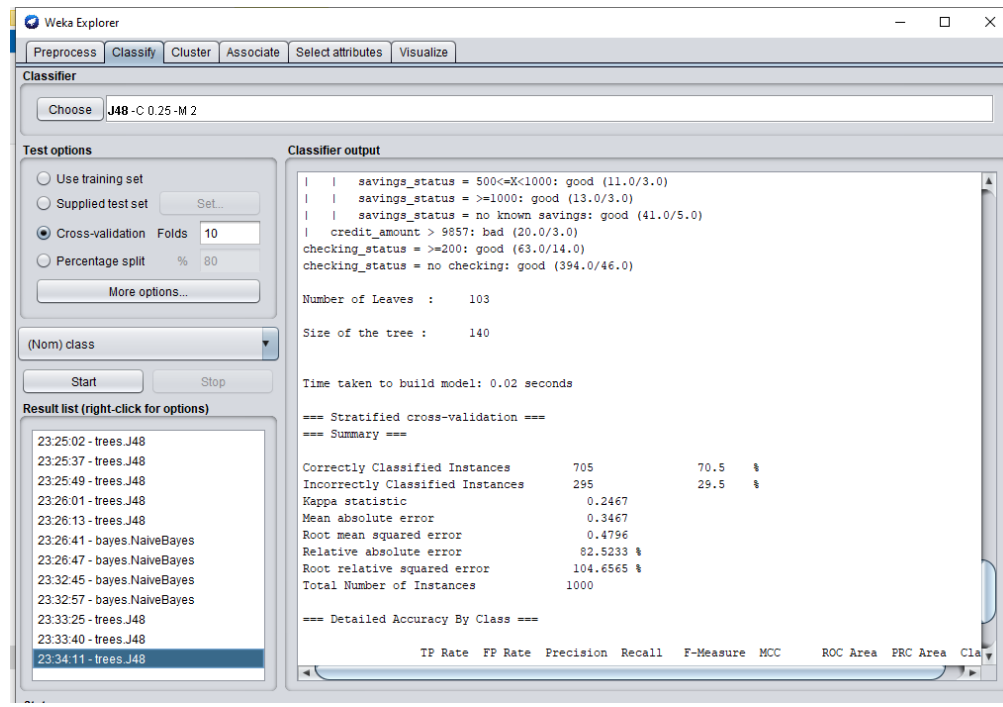 Weka Explorer
Preprocess Classify Cluster Associate Select attributes Visualize
Classifier
Choose J48 -C 0.25 -M 2
Test options
Use training set
Supplied test set Set...
Cross-validation Folds 10
Percentage split % 80
More options...
(Nom) class
Start Stop
Result list (right-click for options)
23:25:02 - trees.J48
23:25:37 - trees.J48
23:25:49 - trees.J48
23:26:01 - trees.J48
23:26:13 - trees.J48
23:26:41 - bayes.NaiveBayes
23:26:47 - bayes.NaiveBayes
23:32:45 - bayes.NaiveBayes
23:32:57 - bayes.NaiveBayes
23:33:25 - trees.J48
23:33:40 - trees.J48
23:34:11 - trees.J48
Classifier output
| | savings_status = 500<=X<1000: good (11.0/3.0)
| | savings_status = >=1000: good (13.0/3.0)
| | savings_status = no known savings: good (41.0/5.0)
| credit_amount > 9857: bad (20.0/3.0)
checking_status = >=200: good (63.0/14.0)
checking_status = no checking: good (394.0/46.0)
Number of Leaves : 103
Size of the tree : 140
Time taken to build model: 0.02 seconds
=== Stratified cross-validation ===
=== Summary ===
Correctly Classified Instances 705 70.5 %
Incorrectly Classified Instances 295 29.5 %
Kappa statistic 0.2467
Mean absolute error 0.3467
Root mean squared error 0.4796
Relative absolute error 82.5233 %
Root relative squared error 104.6565 %
Total Number of Instances 1000
=== Detailed Accuracy By Class ===
TP Rate FP Rate Precision Recall F-Measure MCC ROC Area PRC Area Cla